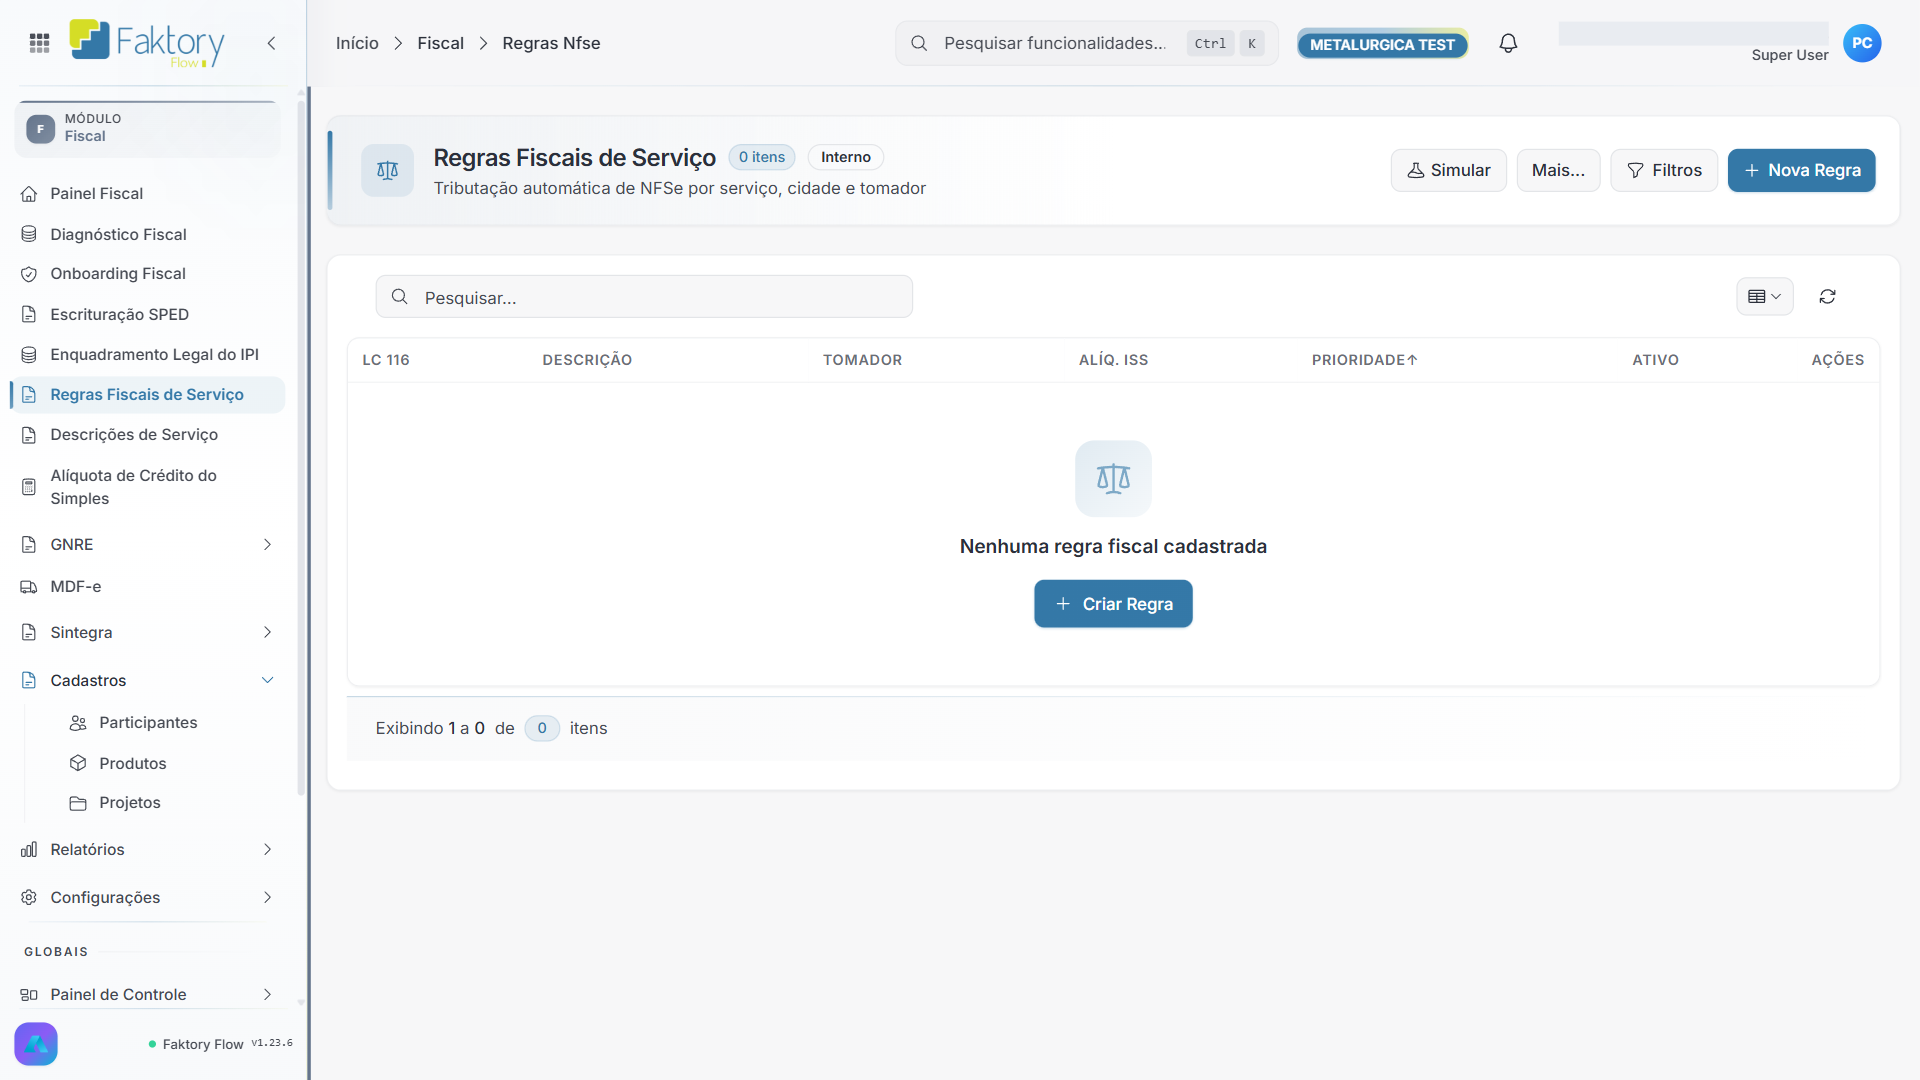 Faktory
Flow
Início > Fiscal > Regras Nfse
Pesquisar funcionalidades...
Ctrl K
METALURGICA TEST
Super User
PC
F
MÓDULO
Fiscal
Painel Fiscal
Diagnóstico Fiscal
Onboarding Fiscal
Escrituração SPED
Enquadramento Legal do IPI
Regras Fiscais de Serviço
Descrições de Serviço
Alíquota de Crédito do
Simples
GNRE
MDF-e
Sintegra
Cadastros
Participantes
Produtos
Projetos
Relatórios
Configurações
GLOBAIS
Painel de Controle
Faktory Flow v1.23.6
Regras Fiscais de Serviço 0 itens Interno
Tributação automática de NFSe por serviço, cidade e tomador
Simular
Mais...
Filtros
+ Nova Regra
Pesquisar...
LC 116 DESCRIÇÃO TOMADOR ALÍQ. ISS PRIORIDADE↑ ATIVO AÇÕES
Nenhuma regra fiscal cadastrada
+ Criar Regra
Exibindo 1 a 0 de 0 itens